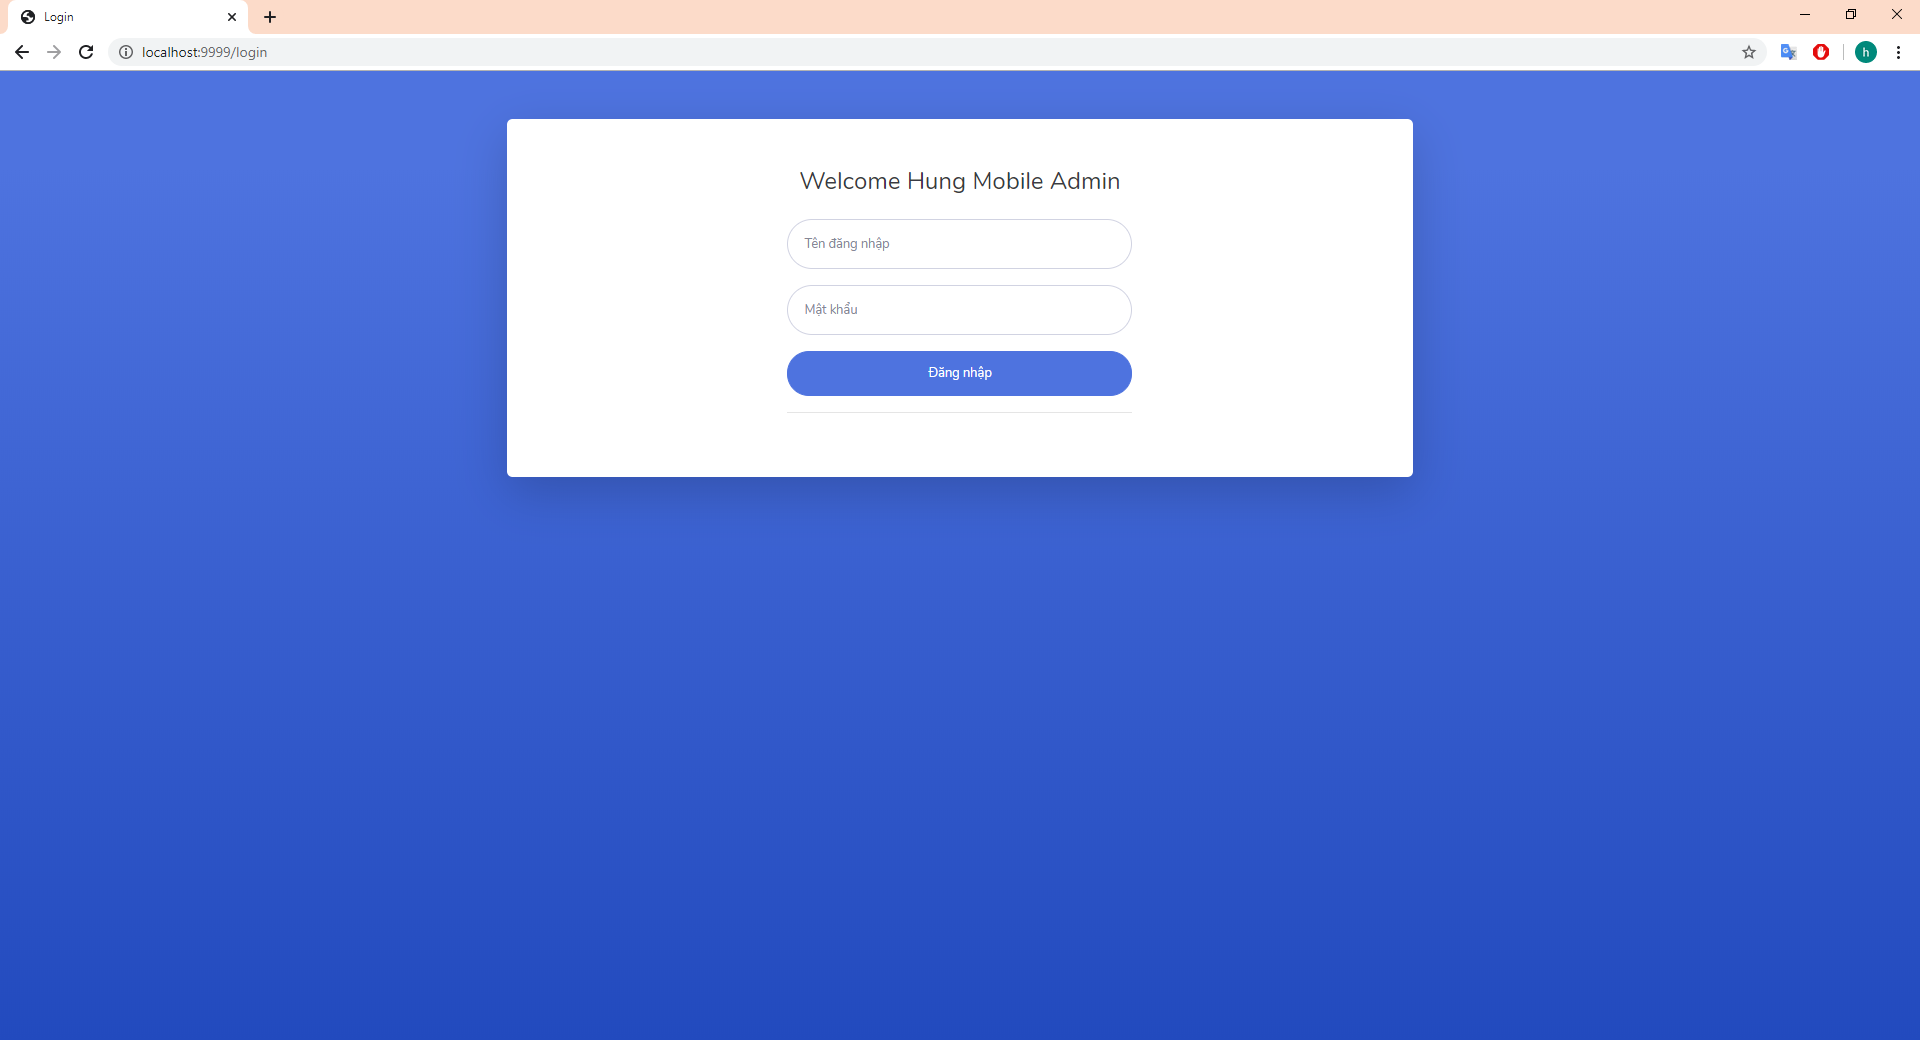 Login
localhost:9999/login
h
Welcome Hung Mobile Admin
Tên đăng nhập
Mật khẩu
Đăng nhập